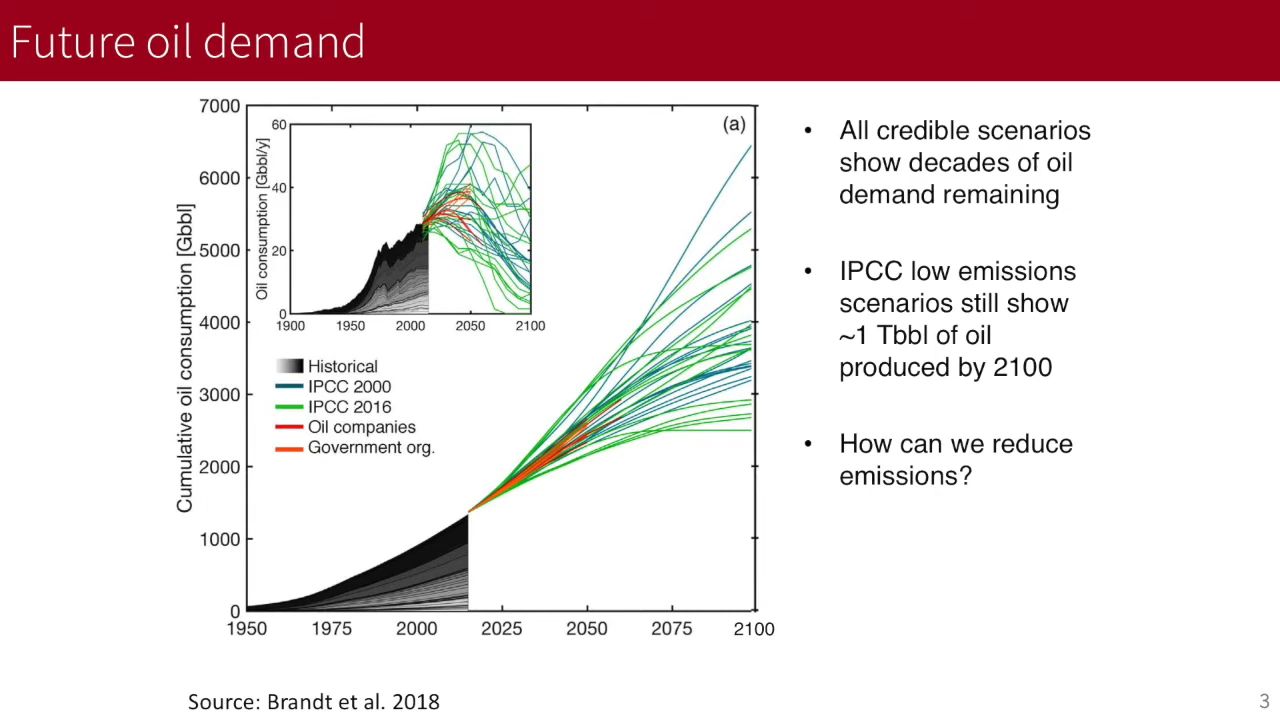 Future oil demand
7000
6000
5000
4000
3000
2000
1000
0
Cumulative oil consumption [Gbbl]
1950
1975
2000
2025
2050
2075
2100
(a)
60
40
20
0
Oil consumption [Gbbl/y]
1900
1950
2000
2050
2100
Historical
IPCC 2000
IPCC 2016
Oil companies
Government org.
• All credible scenarios
show decades of oil
demand remaining
• IPCC low emissions
scenarios still show
~1 Tbbl of oil
produced by 2100
• How can we reduce
emissions?
Source: Brandt et al. 2018
3